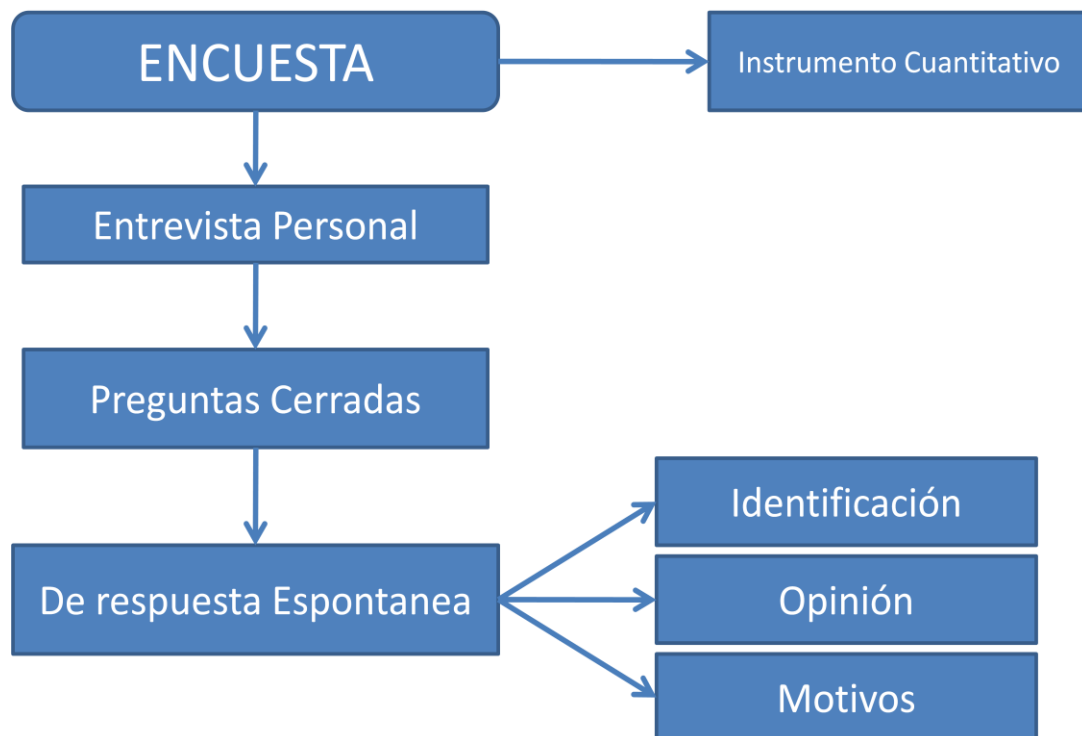 ENCUESTA
Instrumento Cuantitativo
Entrevista Personal
Preguntas Cerradas
De respuesta Espontanea
Identificación
Opinión
Motivos